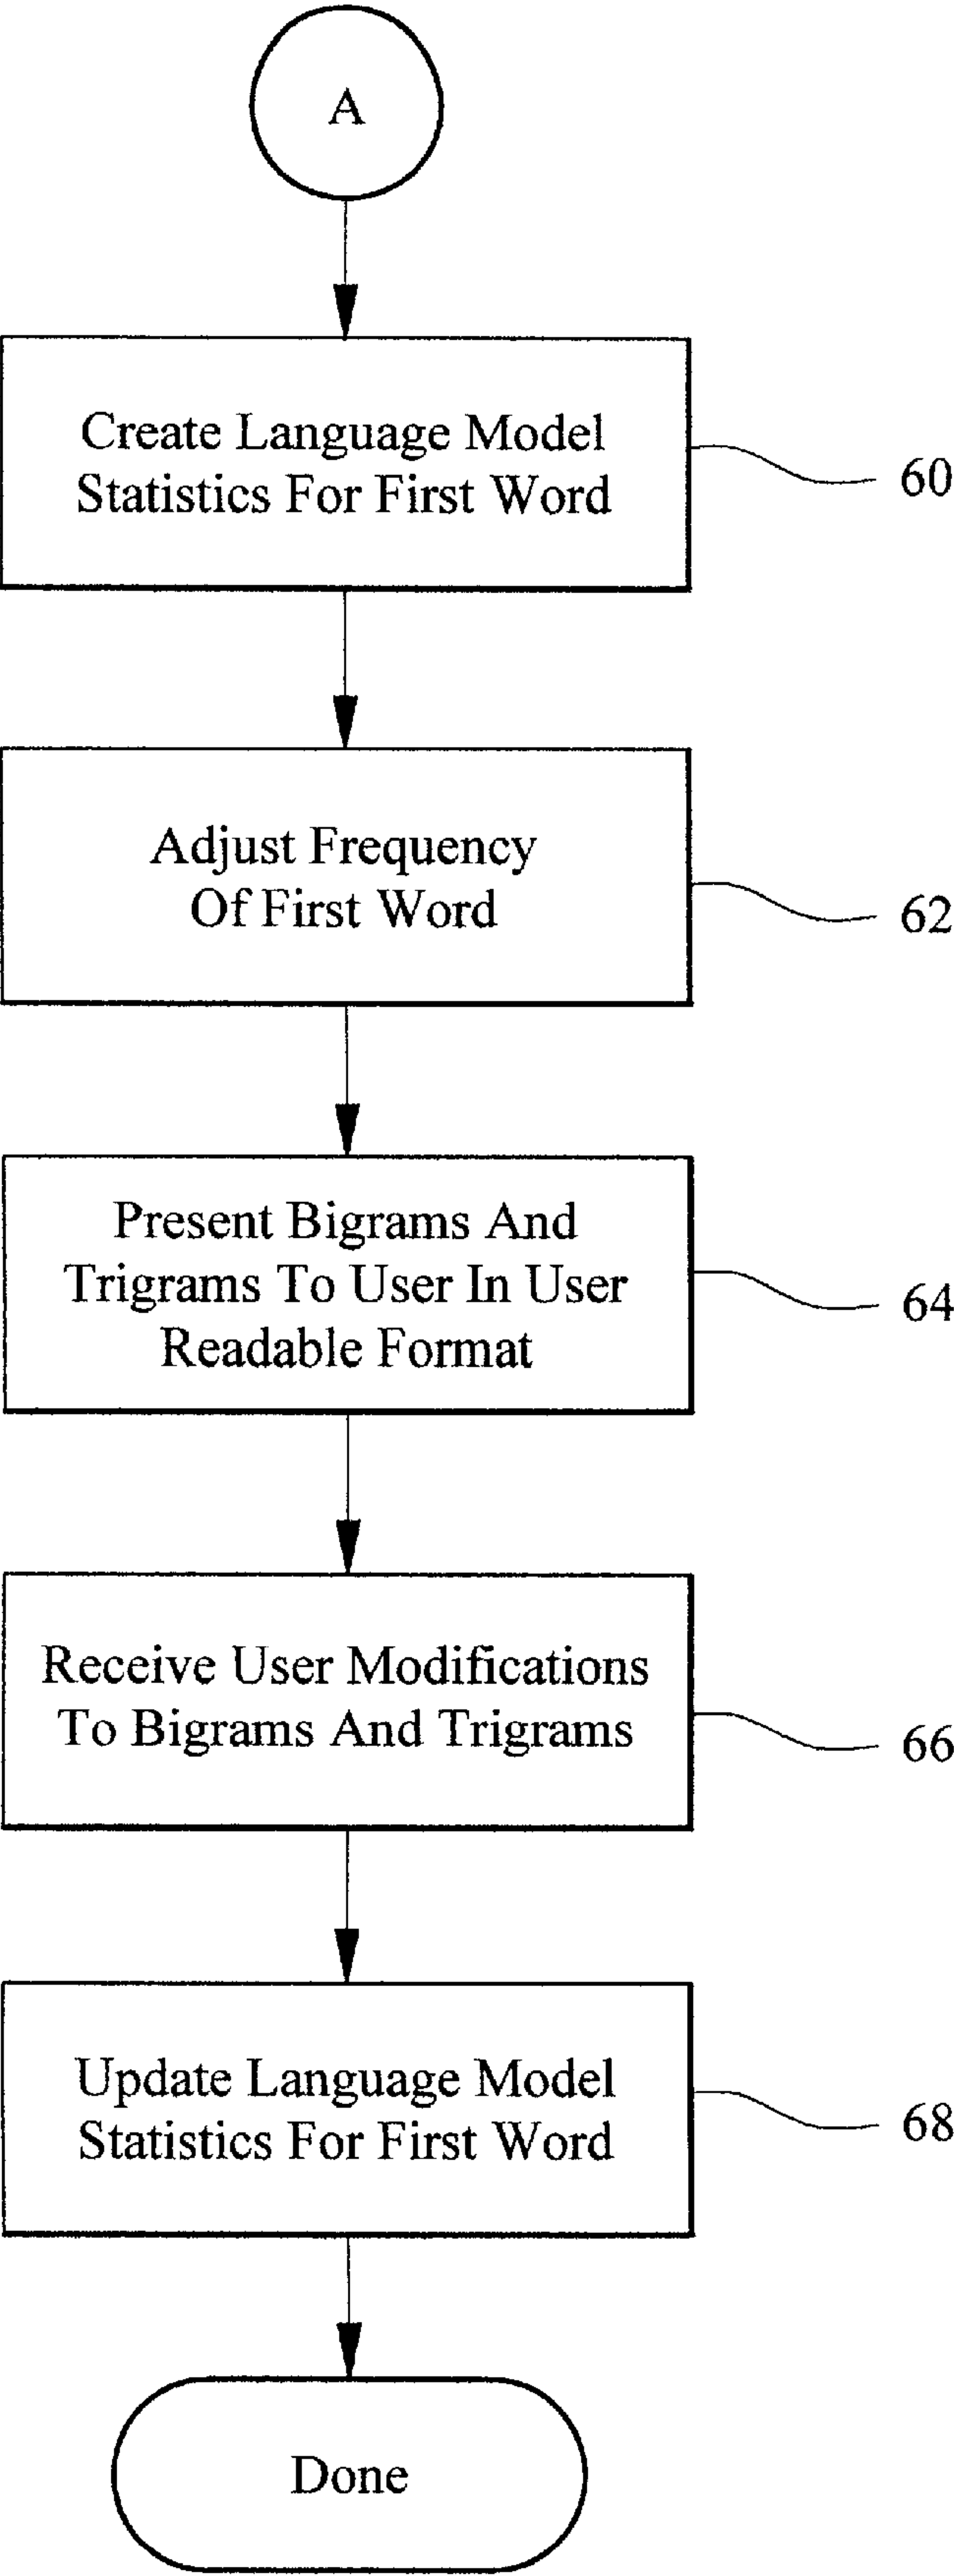 A
Create Language Model
Statistics For First Word
60
Adjust Frequency
Of First Word
62
Present Bigrams And
Trigrams To User In User
Readable Format
64
Receive User Modifications
To Bigrams And Trigrams
66
Update Language Model
Statistics For First Word
68
Done